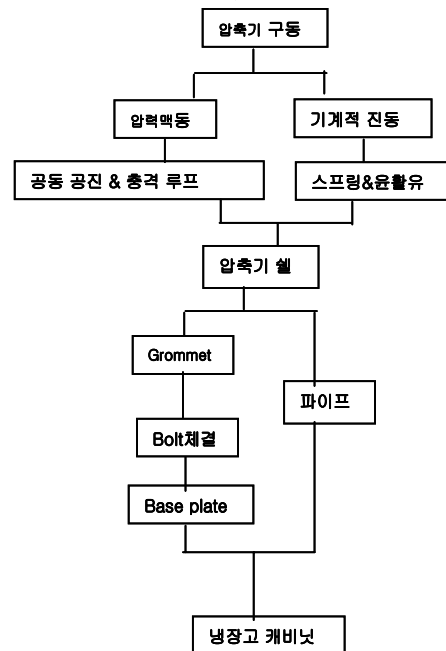 압축기 구동
압력맥동
기계적 진동
공동 공진 & 충격 루프
스프링&윤활유
압축기 쉘
Grommet
파이프
Bolt체결
Base plate
냉장고 캐비닛